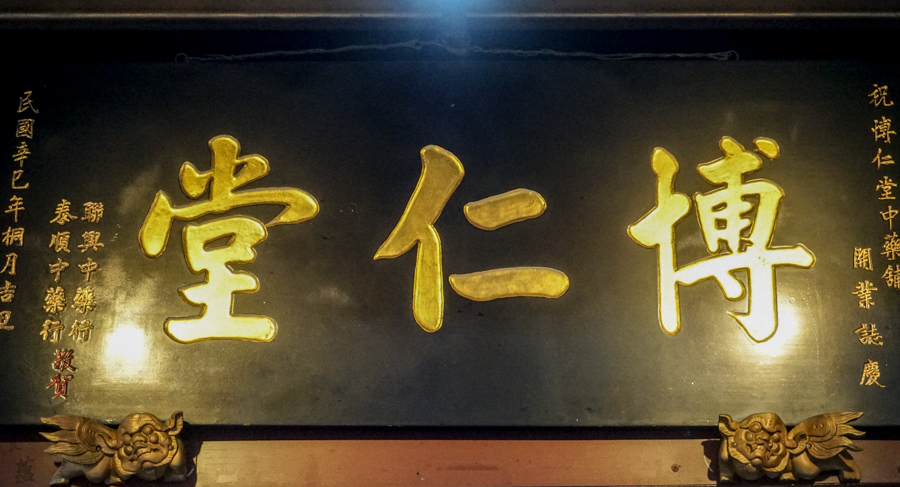 祝博仁堂中藥舖
開業誌慶
博仁堂
聯興中藥行
泰順中藥行敬賀
民國辛巳年桐月吉旦